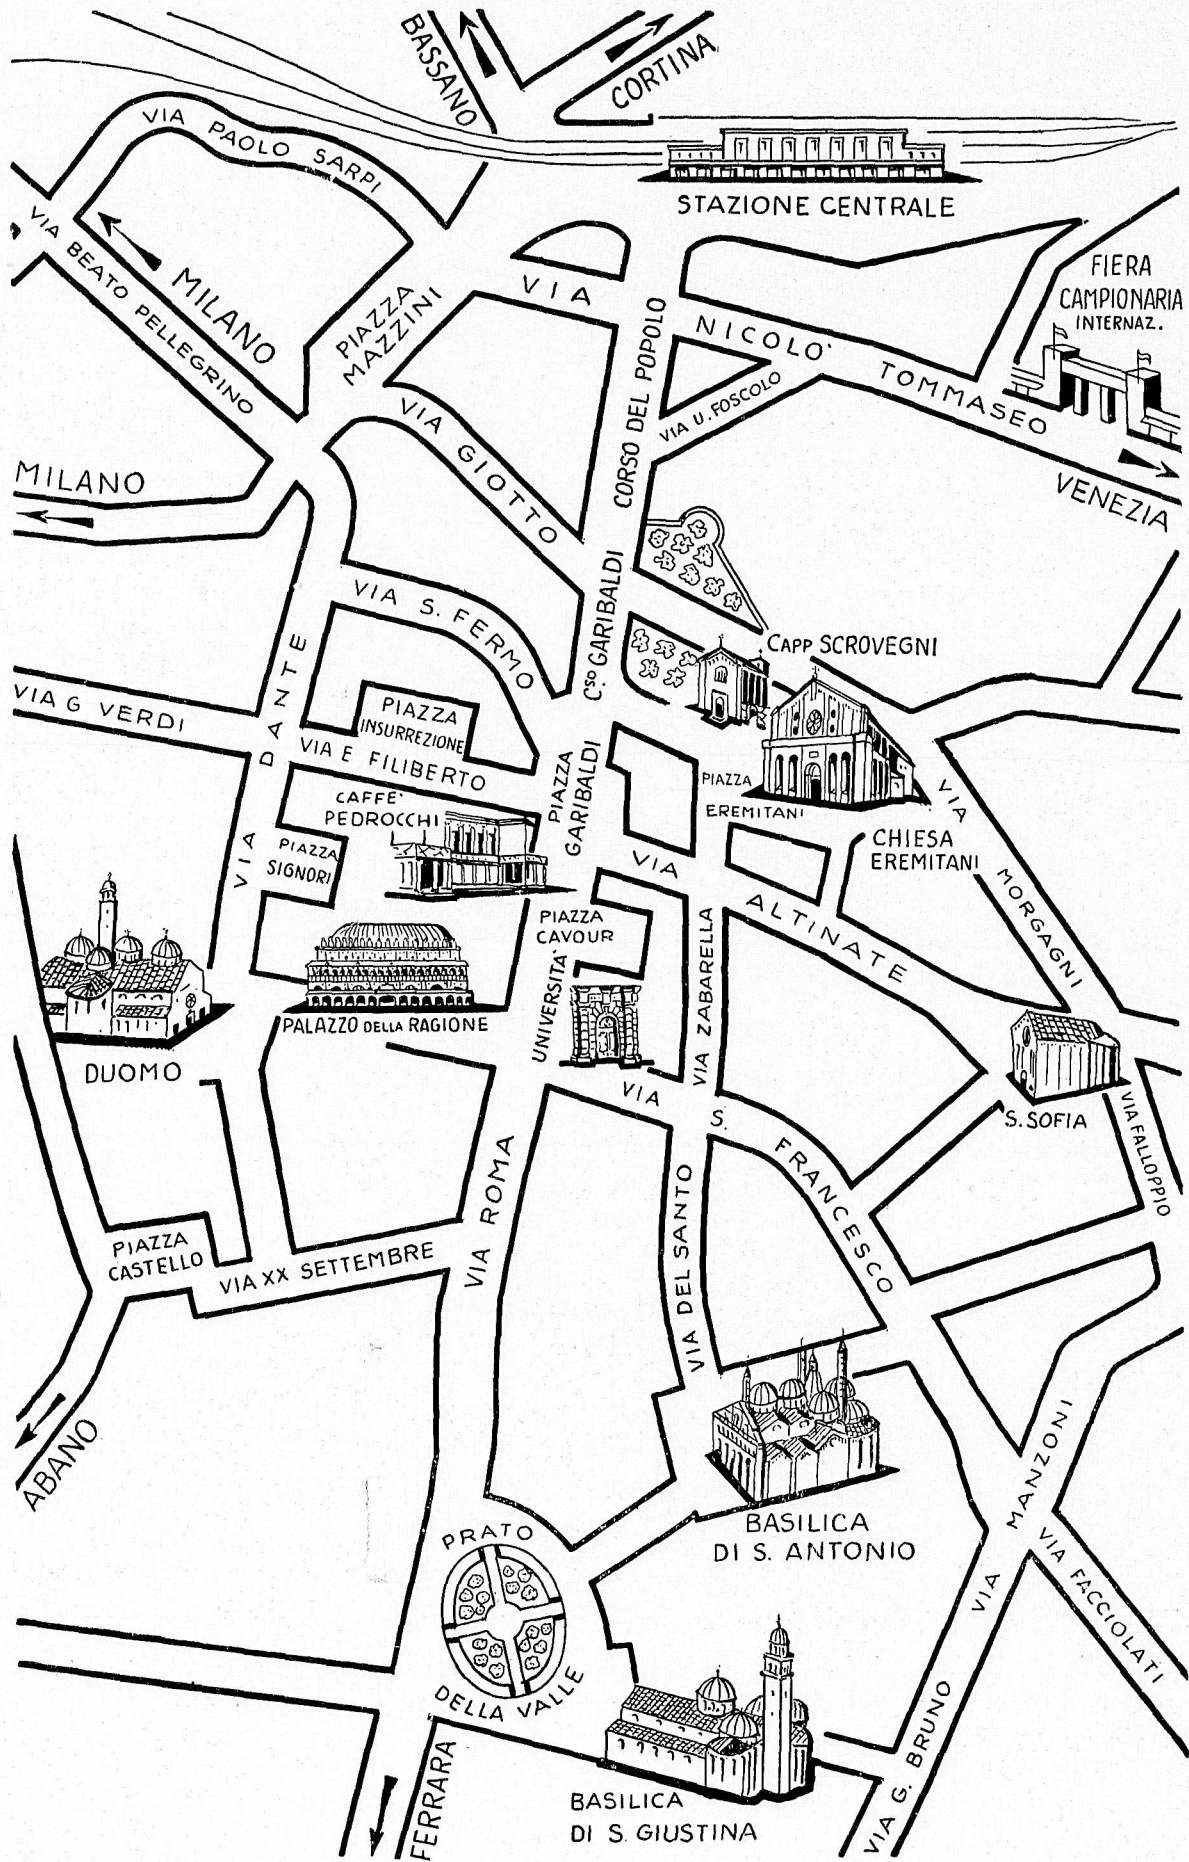 BASSANO
CORTINA
VIA PAOLO SARPI
STAZIONE CENTRALE
VIA BEATO PELLEGRINO
MILANO
PIAZZA
MAZZINI
VIA NICOLO' TOMMASEO
FIERA
CAMPIONARIA
INTERNAZ.
CORSO DEL POPOLO
VIA U. FOSCOLO
VIA GIOTTO
MILANO
VENEZIA
VIA S. FERMO
Cso. GARIBALDI
CAPP SCROVEGNI
VIA G VERDI
VIA DANTE
PIAZZA
INSURREZIONE
VIA E FILIBERTO
PIAZZA
GARIBALDI
PIAZZA
EREMITANI
CAFFE'
PEDROCCHI
CHIESA
EREMITANI
VIA MORGAGNI
PIAZZA
SIGNORI
VIA ALTINATE
PIAZZA
CAVOUR
UNIVERSITA'
VIA ZABARELLA
PALAZZO DELLA RAGIONE
DUOMO
S. SOFIA
VIA FALLOPPIO
VIA S. FRANCESCO
VIA ROMA
VIA DEL SANTO
PIAZZA
CASTELLO
VIA XX SETTEMBRE
ABANO
BASILICA
DI S. ANTONIO
VIA MANZONI
VIA FACCIOLATI
PRATO
DELLA VALLE
FERRARA
BASILICA
DI S. GIUSTINA
VIA G. BRUNO